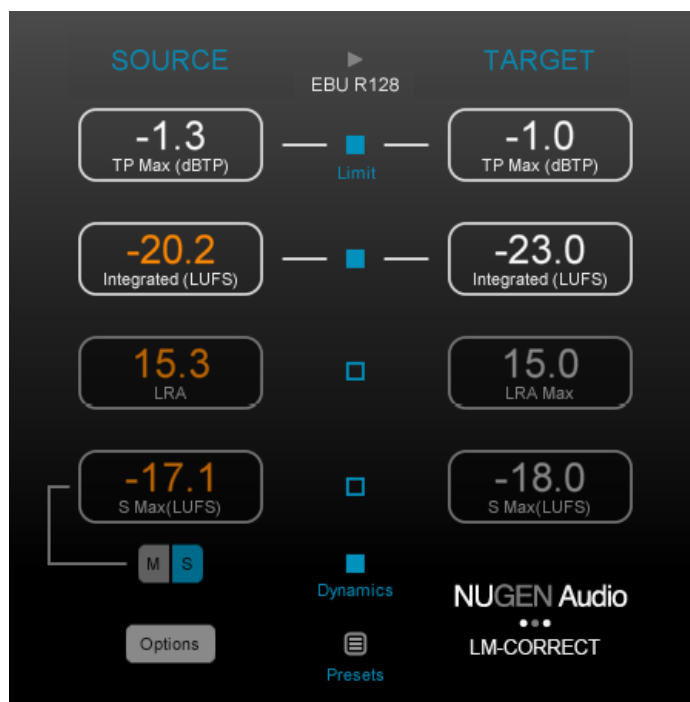 SOURCE
EBU R128
TARGET
-1.3
TP Max (dBTP)
Limit
-1.0
TP Max (dBTP)
-20.2
Integrated (LUFS)
-23.0
Integrated (LUFS)
15.3
LRA
15.0
LRA Max
-17.1
S Max(LUFS)
-18.0
S Max(LUFS)
M S
Dynamics
NUGEN Audio
LM-CORRECT
Options
Presets